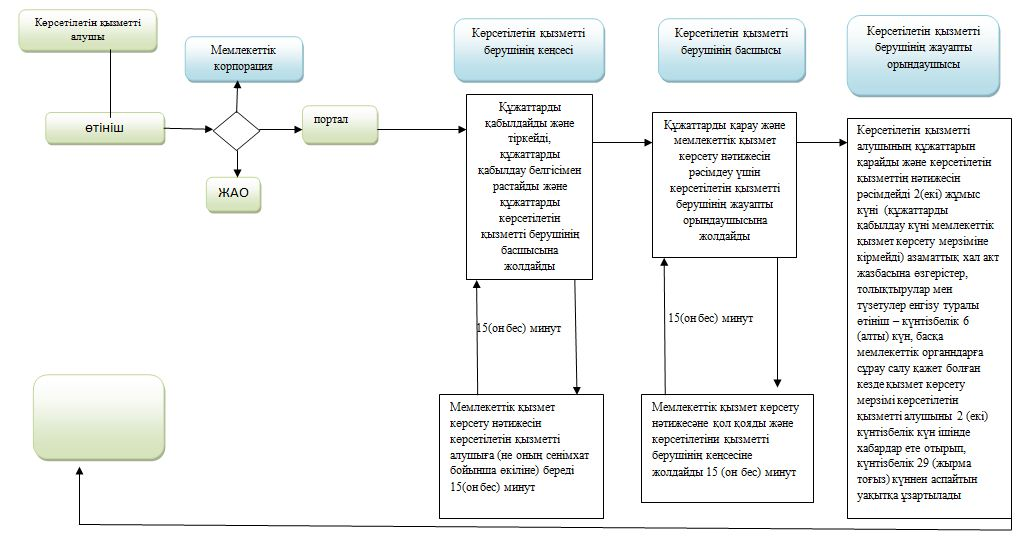 Көрсетілетін қызметті
алушы
Мемлекеттік
корпорация
Көрсетілетін қызметті
берушінің кеңсесі
Көрсетілетін қызметті
берушінің басшысы
Көрсетілетін қызметті
берушінің жауапты
орындаушысы
өтініш
портал
ЖАО
Құжаттарды
қабылдайды және
тіркейді,
құжаттарды
қабылдау белгісімен
растайды және
құжаттарды
көрсетілетін
қызметті берушінің
басшысына
жолдайды
Құжаттарды қарау және
мемлекеттік қызмет
көрсету нәтижесін
рәсімдеу үшін
көрсетілетін қызметті
берушінің жауапты
орындаушысына
жолдайды
Көрсетілетін қызметті
алушының құжаттарын
қарайды және көрсетілетін
қызметтің нәтижесін
рәсімдейді 2(екі) жұмыс
күні (құжаттарды
қабылдау күні мемлекеттік
қызмет көрсету мерзіміне
кірмейді) азаматтық хал акт
жазбасына өзгерістер,
толықтырулар мен
түзетулер енгізу туралы
өтініш – күнтізбелік 6
(алты) күн, басқа
мемлекеттік органндарға
сұрау салу қажет болған
кезде қызмет көрсету
мерзімі көрсетілетін
қызметті алушыны 2 (екі)
күнтізбелік күн ішінде
хабардар ете отырып,
күнтізбелік 29 (жырма
тоғыз) күннен аспайтын
уақытқа ұзартылады
15(он бес) минут
15(он бес) минут
Мемлекеттік қызмет
көрсету нәтижесін
көрсетілетін қызметті
алушыға (не оның сенімхат
бойынша өкіліне) береді
15(он бес) минут
Мемлекеттік қызмет көрсету
нәтижесәне қол қояды және
көрсетілетіни қызметті
берушінің кеңсесіне
жолдайды 15 (он бес) минут